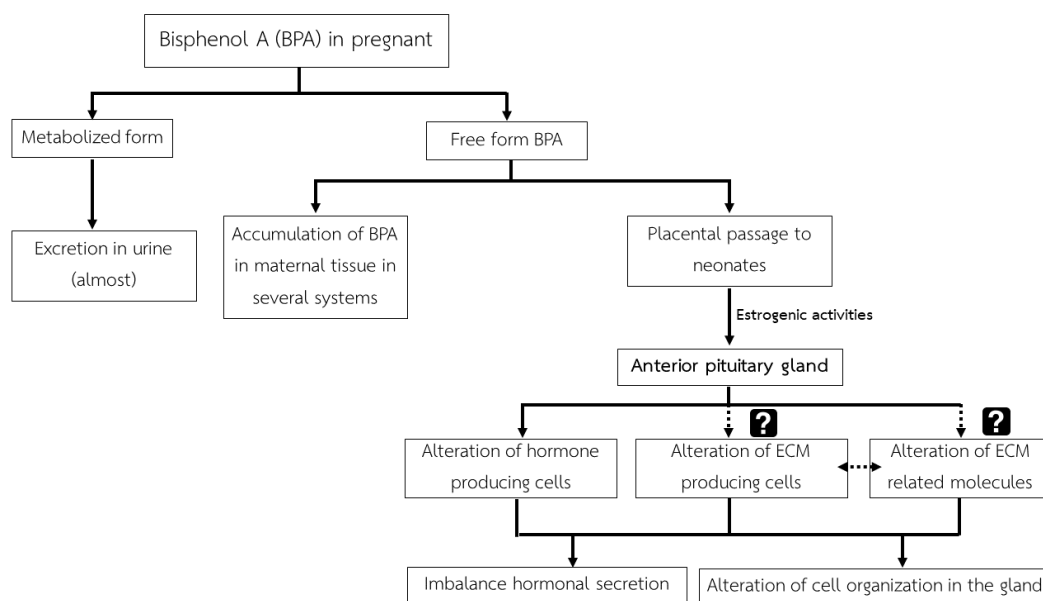 Bisphenol A (BPA) in pregnant
Metabolized form
Free form BPA
Excretion in urine
(almost)
Accumulation of BPA
in maternal tissue in
several systems
Placental passage to
neonates
Estrogenic activities
Anterior pituitary gland
?
?
Alteration of hormone
producing cells
Alteration of ECM
producing cells
Alteration of ECM
related molecules
Imbalance hormonal secretion
Alteration of cell organization in the gland